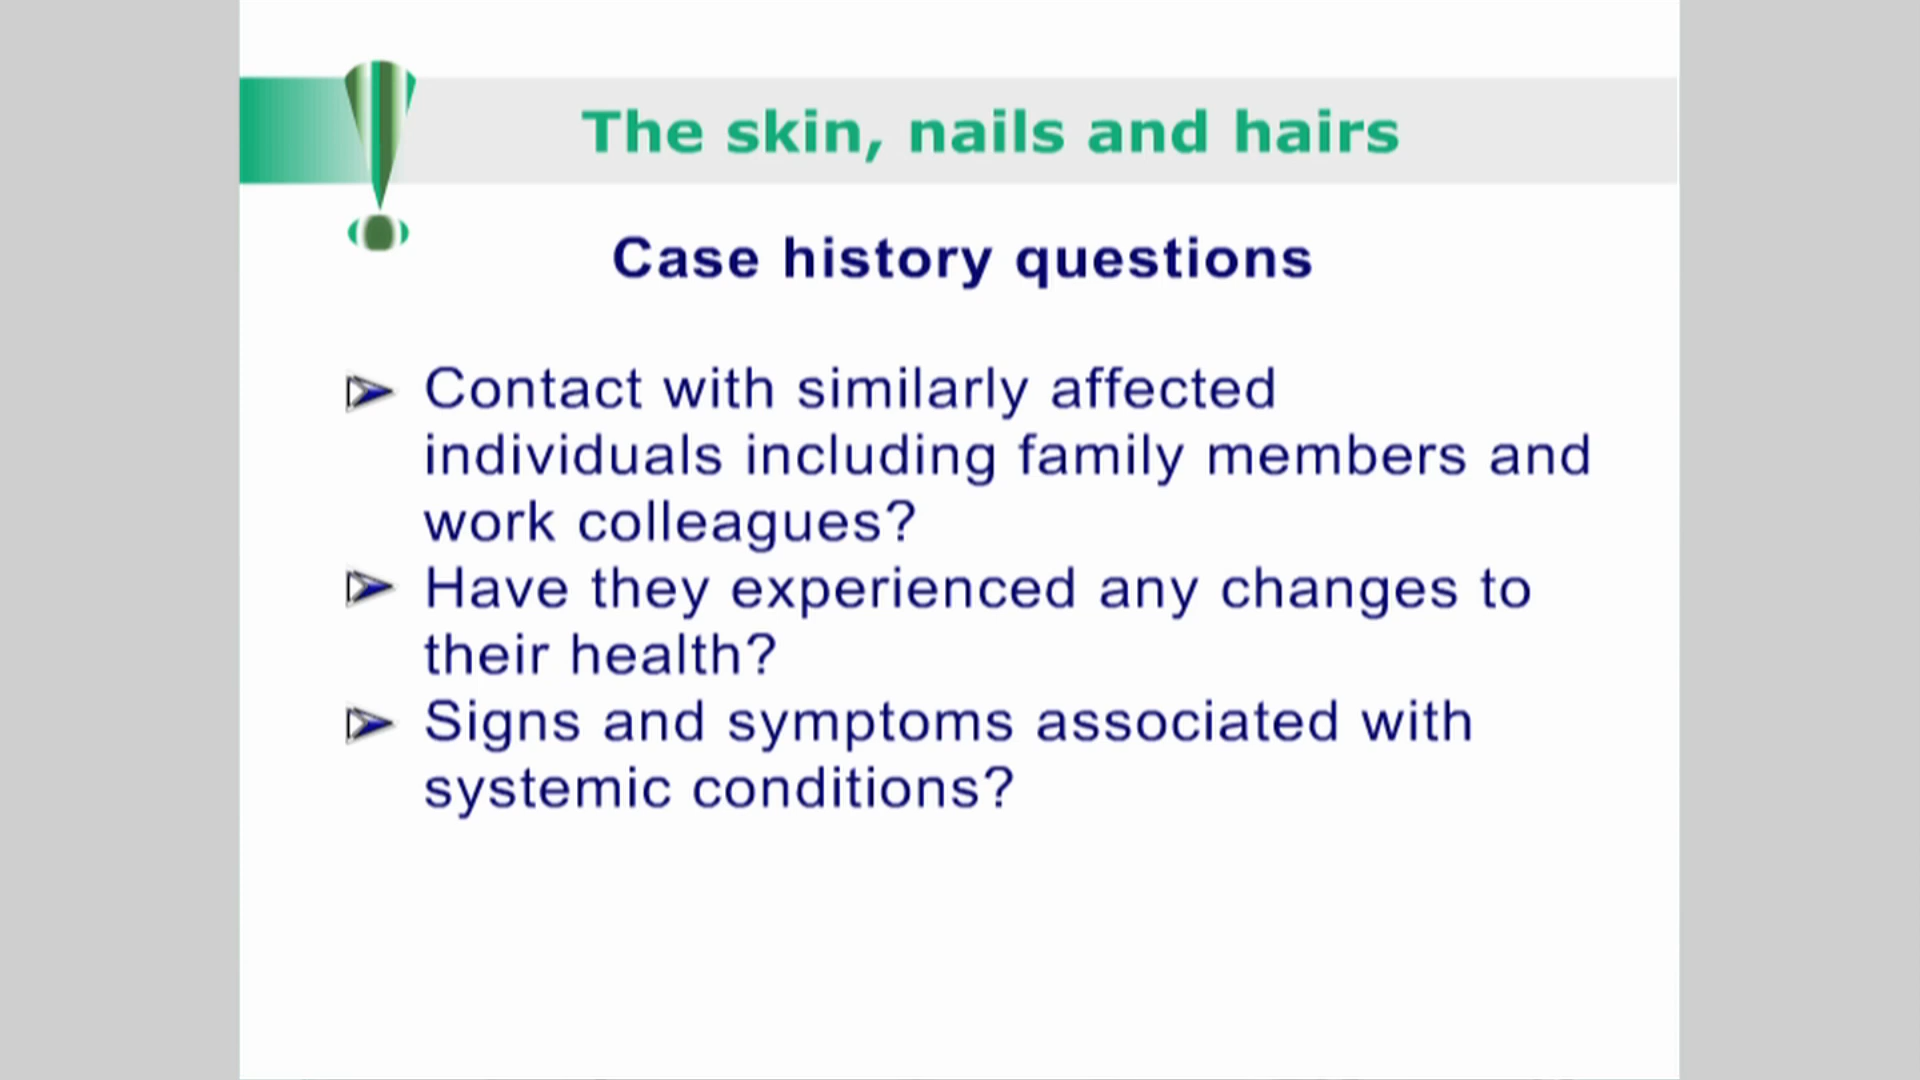 The skin, nails and hairs
Case history questions
Contact with similarly affected
individuals including family members and
work colleagues?
Have they experienced any changes to
their health?
Signs and symptoms associated with
systemic conditions?